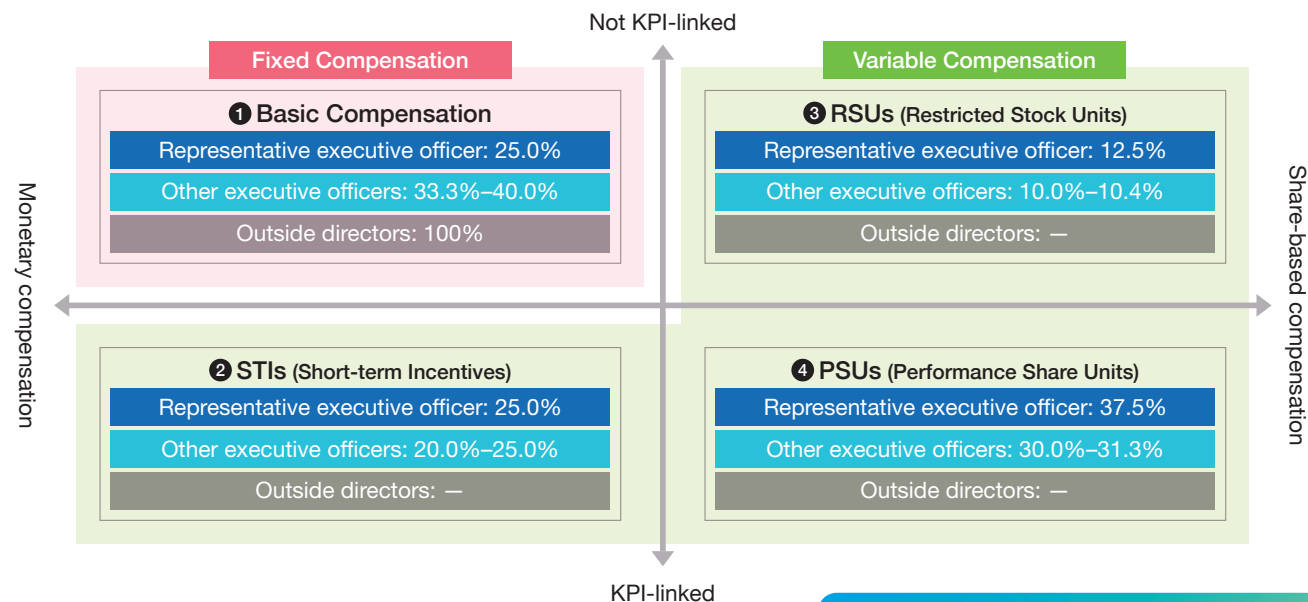 Not KPI-linked
Fixed Compensation
Variable Compensation
❶ Basic Compensation
Representative executive officer: 25.0%
Other executive officers: 33.3%–40.0%
Outside directors: 100%
❸ RSUs (Restricted Stock Units)
Representative executive officer: 12.5%
Other executive officers: 10.0%–10.4%
Outside directors: —
Monetary compensation
Share-based compensation
❷ STIs (Short-term Incentives)
Representative executive officer: 25.0%
Other executive officers: 20.0%–25.0%
Outside directors: —
❹ PSUs (Performance Share Units)
Representative executive officer: 37.5%
Other executive officers: 30.0%–31.3%
Outside directors: —
KPI-linked